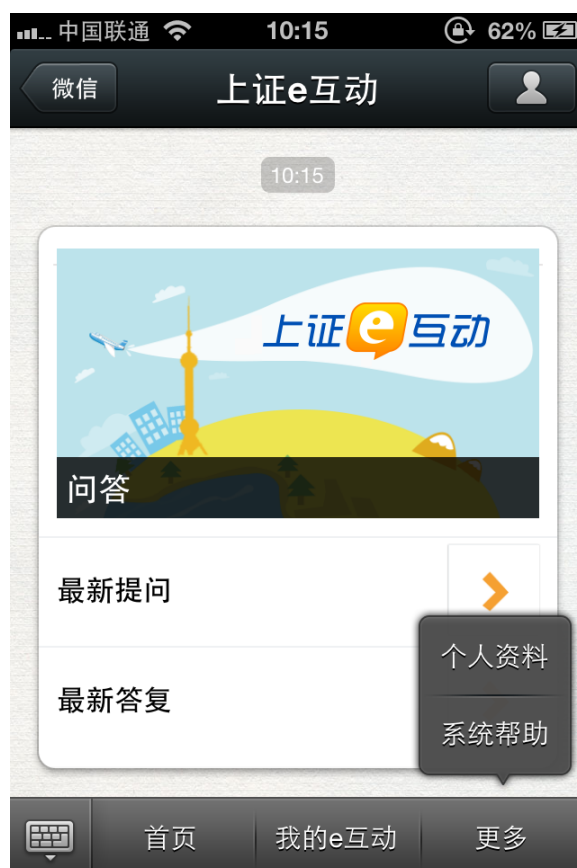 中国联通 10:15 62%
微信 上证e互动
10:15
上证e互动
问答
最新提问
最新答复
个人资料
系统帮助
首页 我的e互动 更多